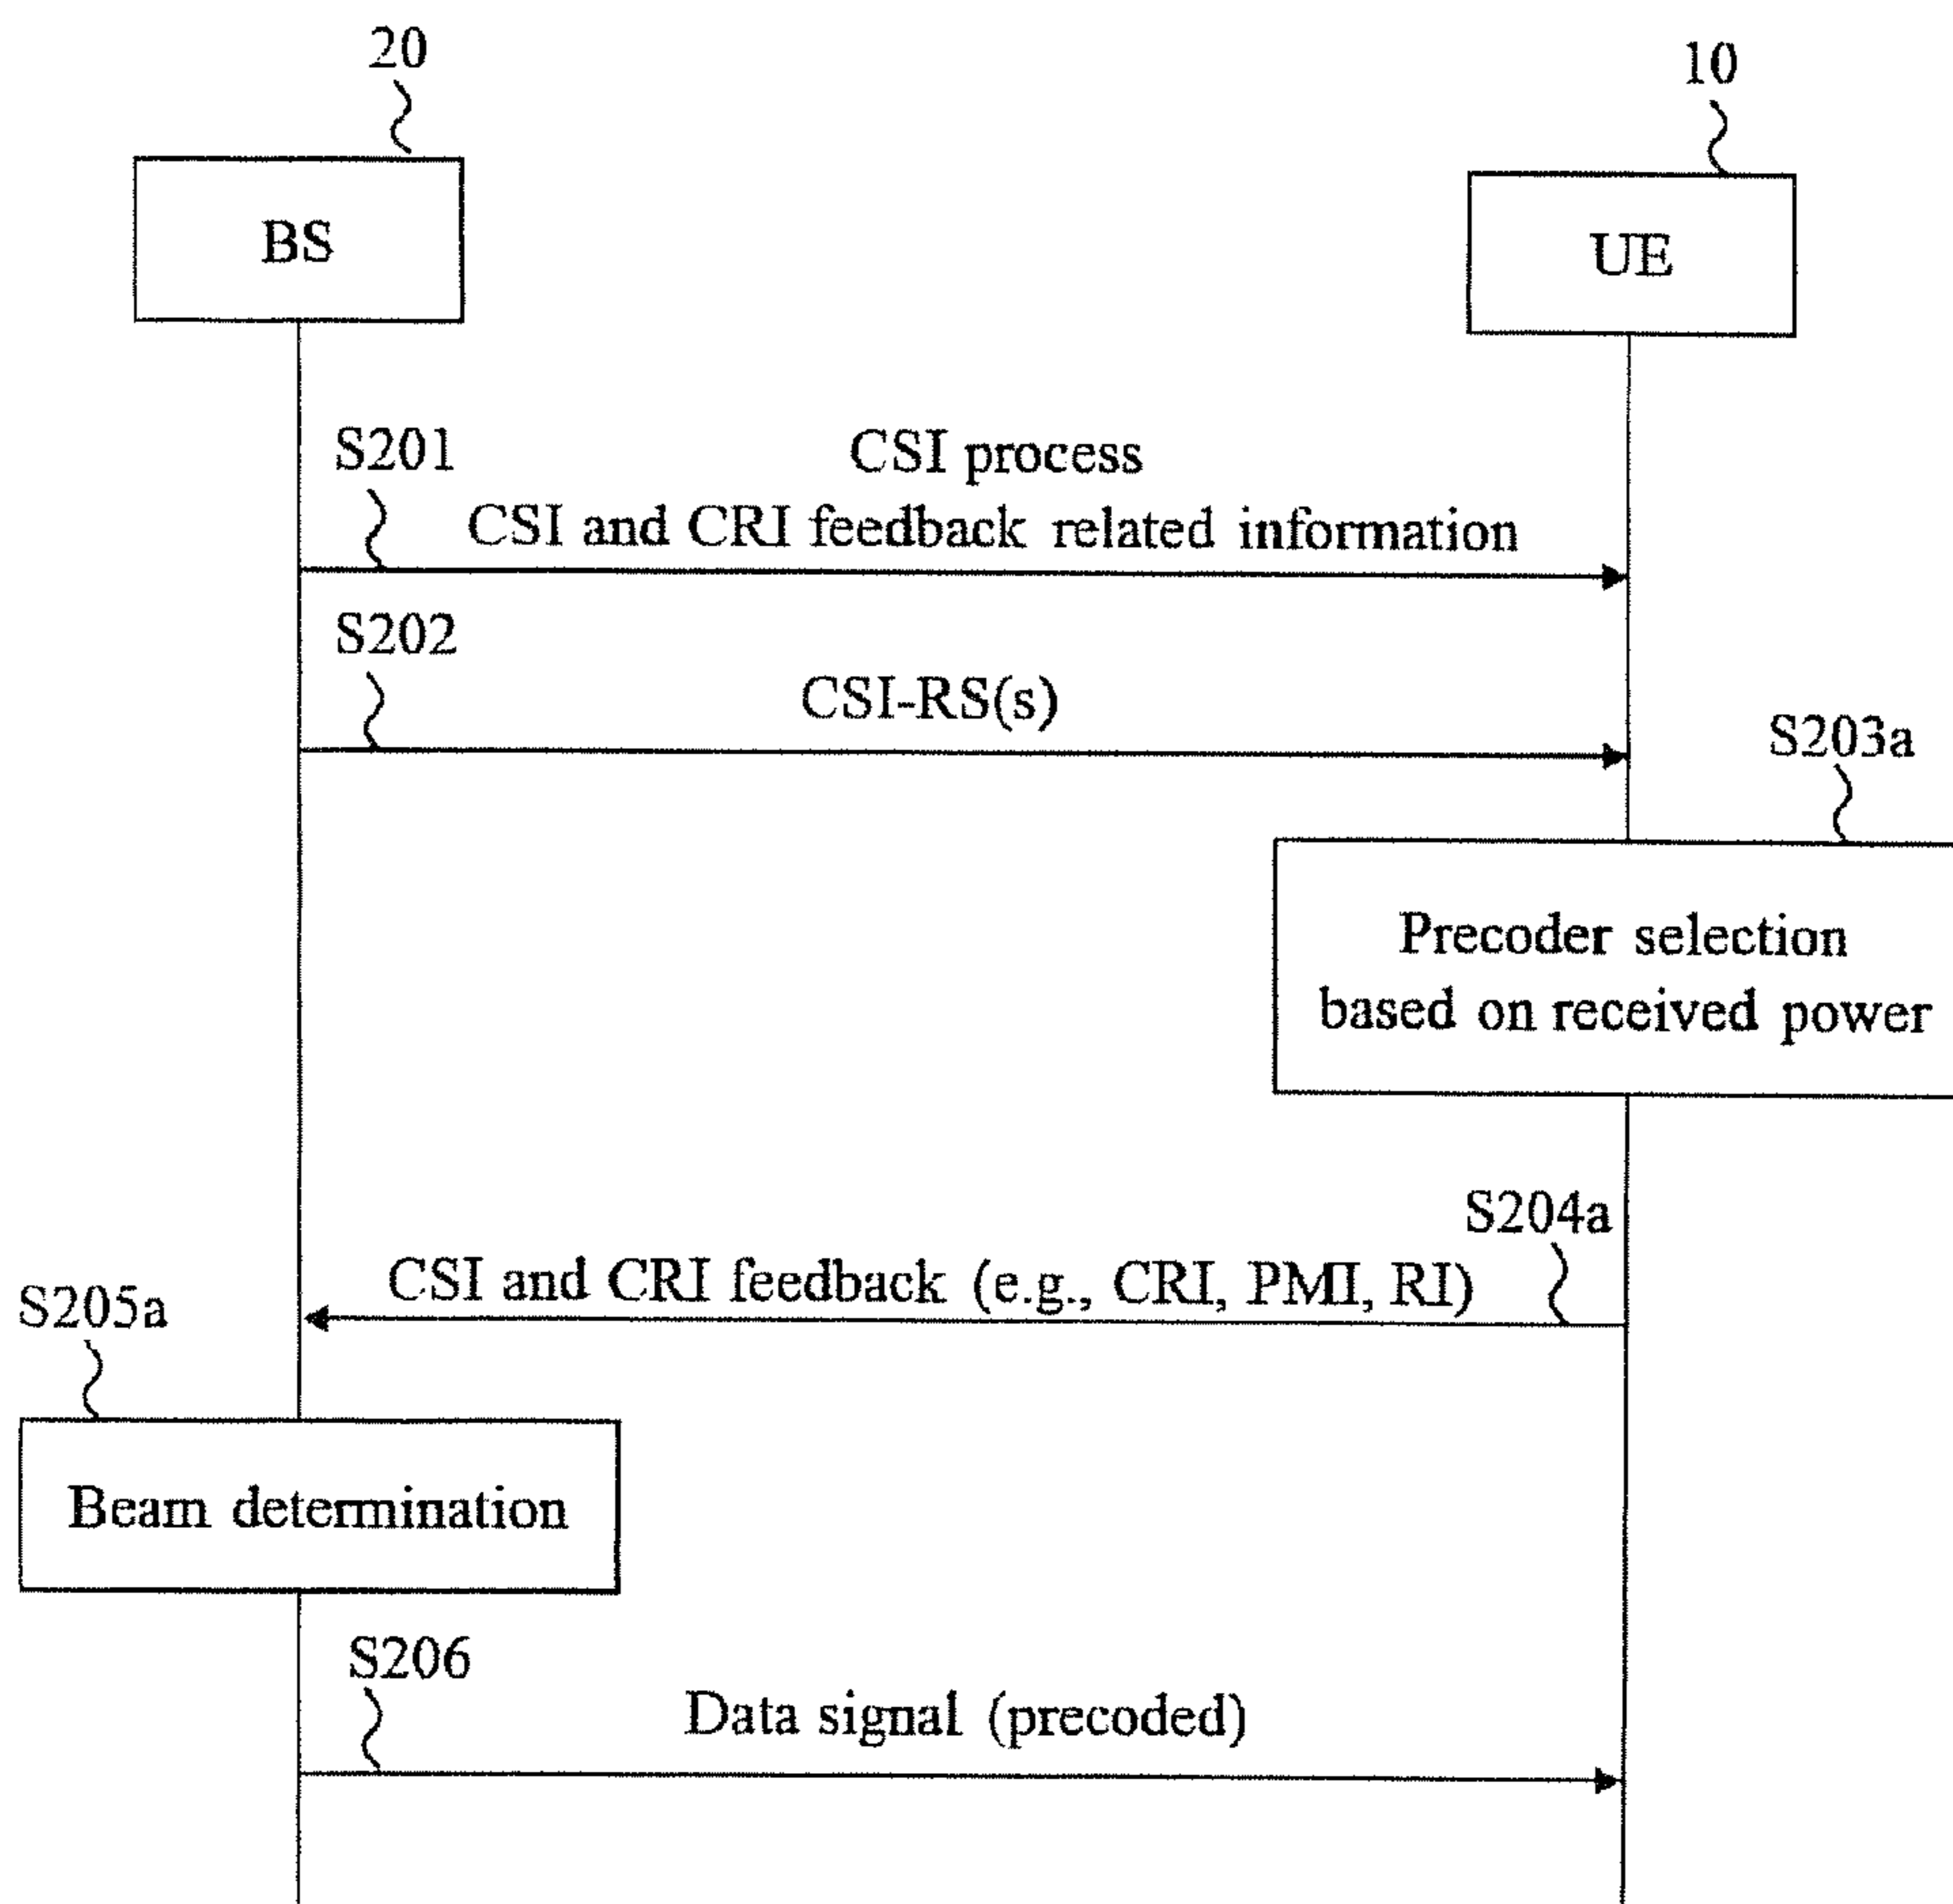 20
10
BS
UE
S201
CSI process
CSI and CRI feedback related information
S202
CSI-RS(s)
S203a
Precoder selection
based on received power
S204a
CSI and CRI feedback (e.g., CRI, PMI, RI)
S205a
Beam determination
S206
Data signal (precoded)